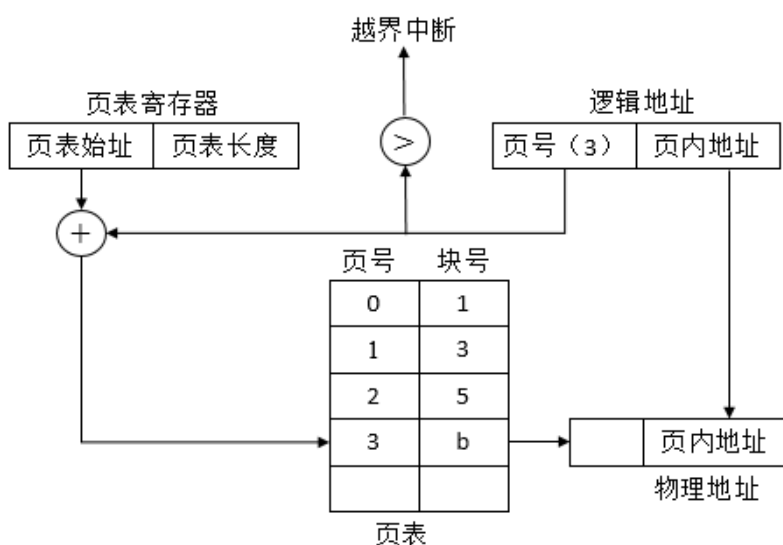 越界中断
页表寄存器
逻辑地址
页表始址 页表长度
>
页号（3） 页内地址
+
页号 块号
0 1
1 3
2 5
3 b
页内地址
物理地址
页表